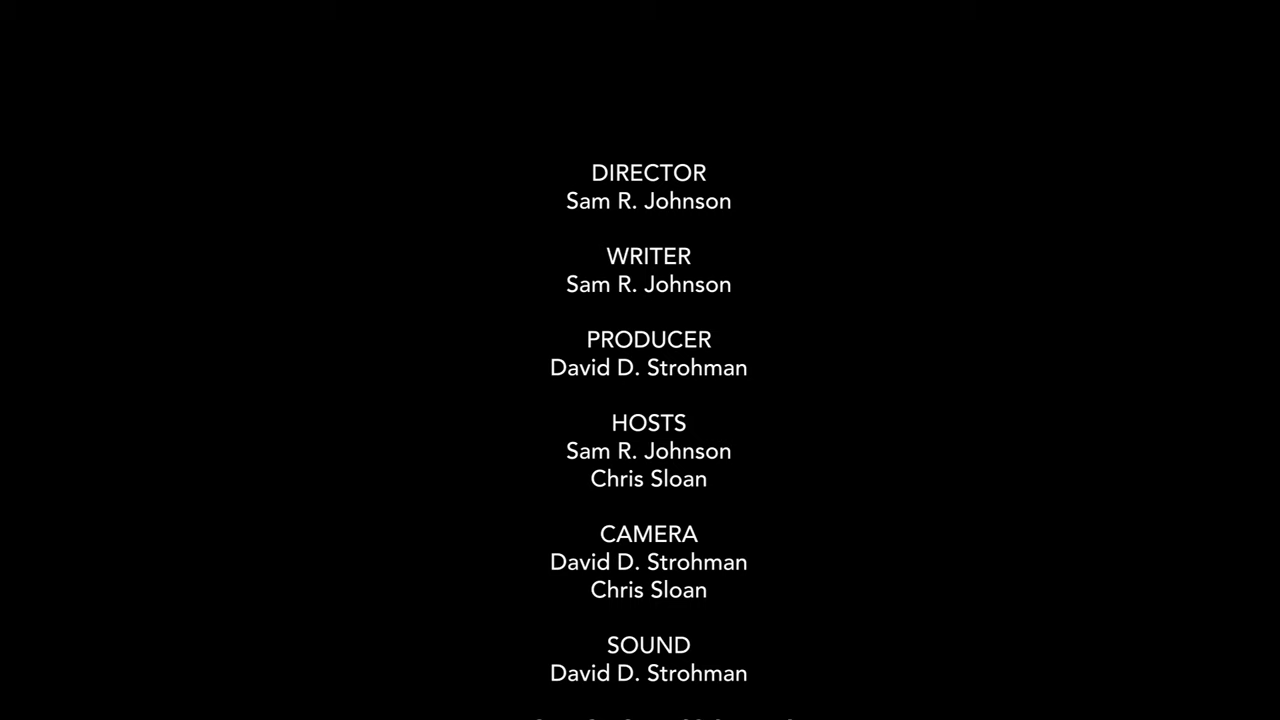 DIRECTOR
Sam R. Johnson
WRITER
Sam R. Johnson
PRODUCER
David D. Strohman
HOSTS
Sam R. Johnson
Chris Sloan
CAMERA
David D. Strohman
Chris Sloan
SOUND
David D. Strohman